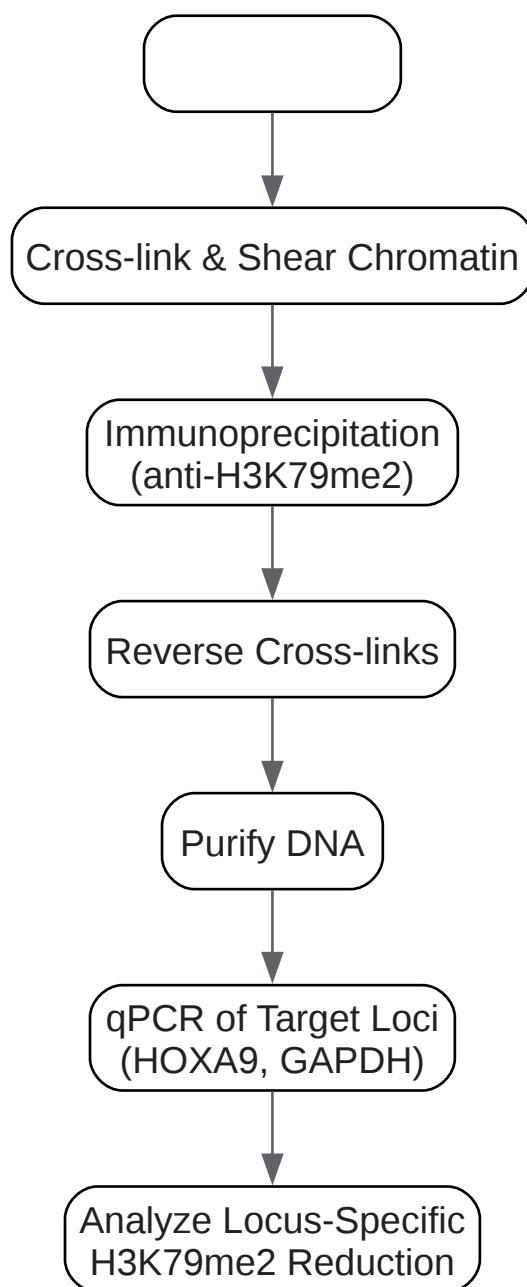 Cross-link & Shear Chromatin
Immunoprecipitation
(anti-H3K79me2)
Reverse Cross-links
Purify DNA
qPCR of Target Loci
(HOXA9, GAPDH)
Analyze Locus-Specific
H3K79me2 Reduction